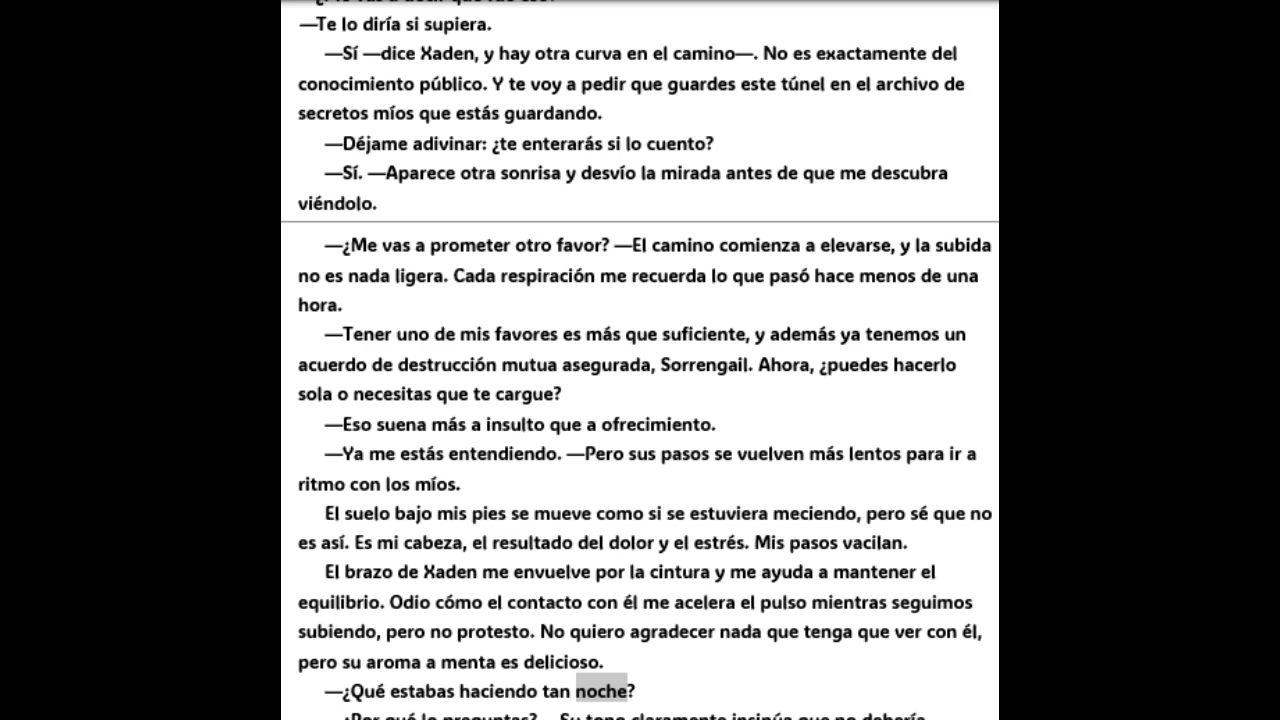 —Te lo diría si supiera.
—Sí —dice Xaden, y hay otra curva en el camino—. No es exactamente del
conocimiento público. Y te voy a pedir que guardes este túnel en el archivo de
secretos míos que estás guardando.
—Déjame adivinar: ¿te enterarás si lo cuento?
—Sí. —Aparece otra sonrisa y desvío la mirada antes de que me descubra
viéndolo.
—¿Me vas a prometer otro favor? —El camino comienza a elevarse, y la subida
no es nada ligera. Cada respiración me recuerda lo que pasó hace menos de una
hora.
—Tener uno de mis favores es más que suficiente, y además ya tenemos un
acuerdo de destrucción mutua asegurada, Sorrengail. Ahora, ¿puedes hacerlo
sola o necesitas que te cargue?
—Eso suena más a insulto que a ofrecimiento.
—Ya me estás entendiendo. —Pero sus pasos se vuelven más lentos para ir a
ritmo con los míos.
El suelo bajo mis pies se mueve como si se estuviera meciendo, pero sé que no
es así. Es mi cabeza, el resultado del dolor y el estrés. Mis pasos vacilan.
El brazo de Xaden me envuelve por la cintura y me ayuda a mantener el
equilibrio. Odio cómo el contacto con él me acelera el pulso mientras seguimos
subiendo, pero no protesto. No quiero agradecer nada que tenga que ver con él,
pero su aroma a menta es delicioso.
—¿Qué estabas haciendo tan noche?
—¿Por qué lo preguntas? —Su tono claramente insinúa que no debería